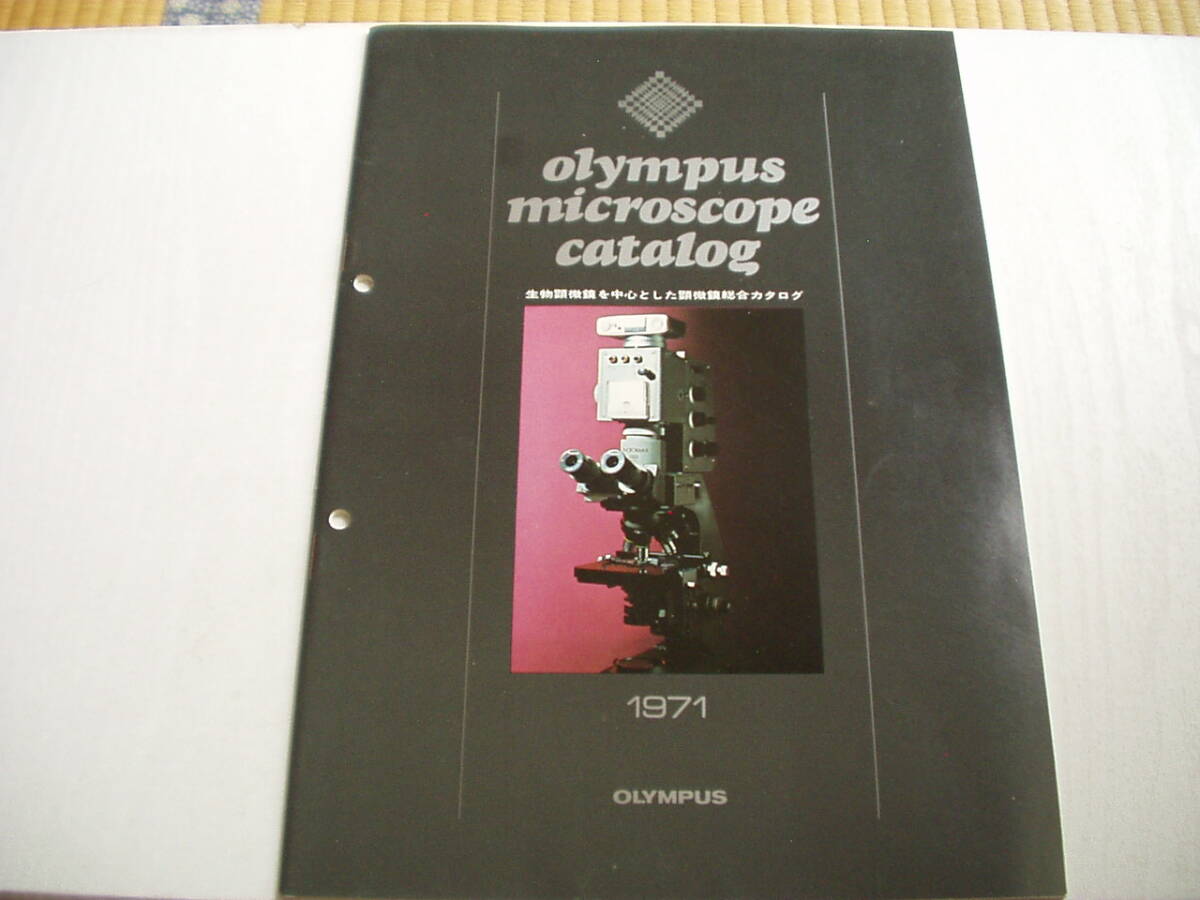 olympus
microscope
catalog
生物顕微鏡を中心とした顕微鏡総合カタログ
1971
OLYMPUS